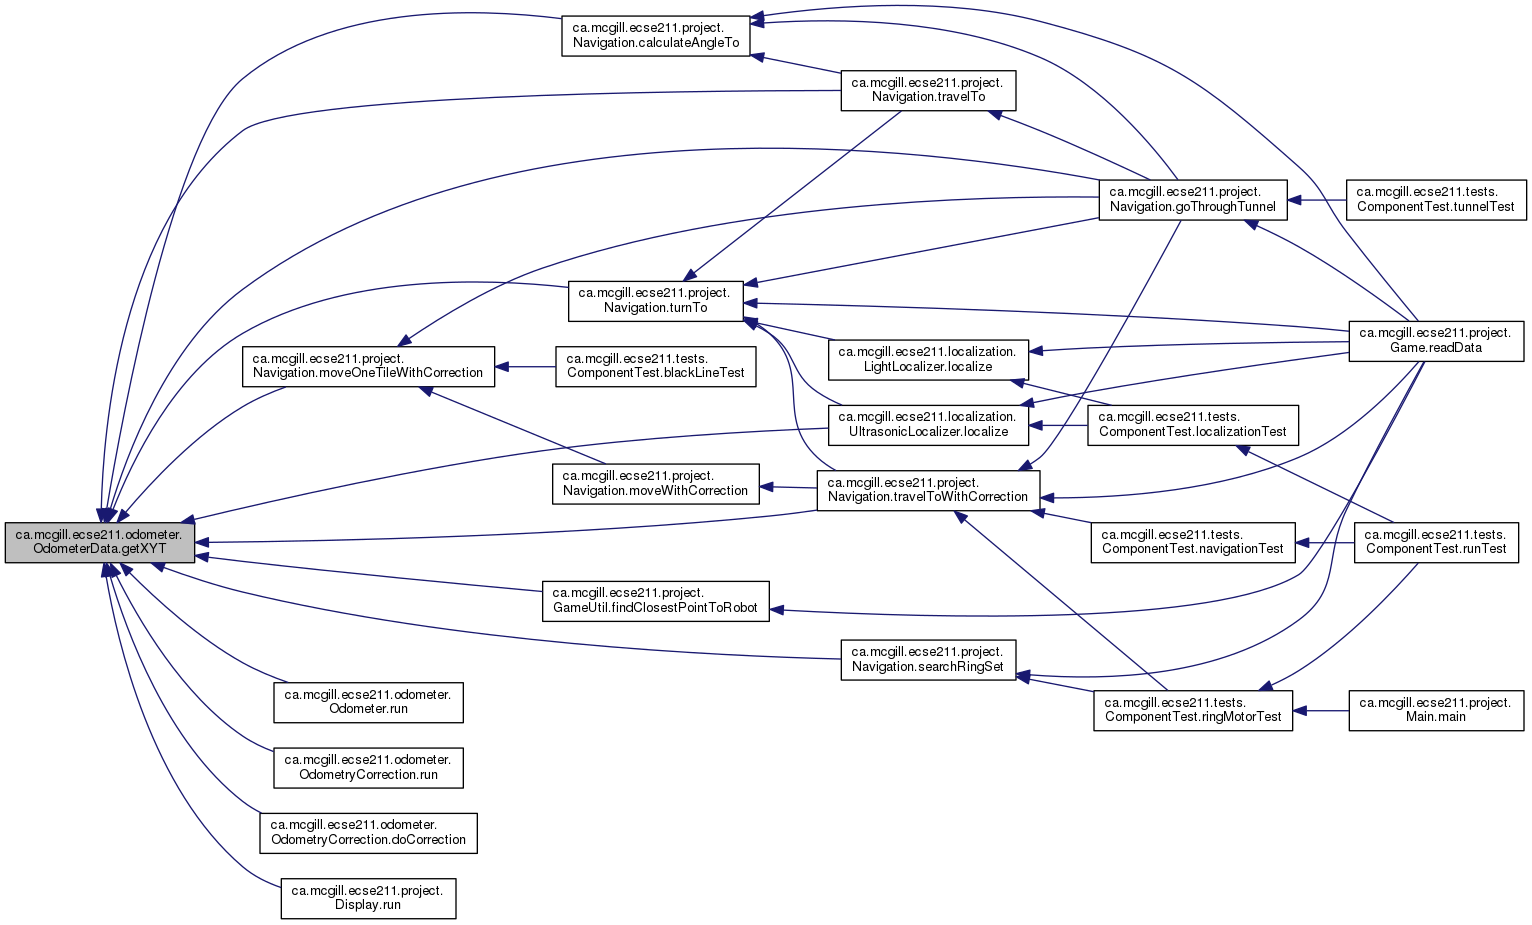 ca.mcgill.ecse211.project.
Navigation.calculateAngleTo
ca.mcgill.ecse211.project.
Navigation.travelTo
ca.mcgill.ecse211.project.
Navigation.goThroughTunnel
ca.mcgill.ecse211.tests.
ComponentTest.tunnelTest
ca.mcgill.ecse211.project.
Navigation.turnTo
ca.mcgill.ecse211.project.
Game.readData
ca.mcgill.ecse211.project.
Navigation.moveOneTileWithCorrection
ca.mcgill.ecse211.tests.
ComponentTest.blackLineTest
ca.mcgill.ecse211.localization.
LightLocalizer.localize
ca.mcgill.ecse211.localization.
UltrasonicLocalizer.localize
ca.mcgill.ecse211.tests.
ComponentTest.localizationTest
ca.mcgill.ecse211.project.
Navigation.moveWithCorrection
ca.mcgill.ecse211.project.
Navigation.travelToWithCorrection
ca.mcgill.ecse211.odometer.
OdometerData.getXYT
ca.mcgill.ecse211.tests.
ComponentTest.navigationTest
ca.mcgill.ecse211.tests.
ComponentTest.runTest
ca.mcgill.ecse211.project.
GameUtil.findClosestPointToRobot
ca.mcgill.ecse211.project.
Navigation.searchRingSet
ca.mcgill.ecse211.odometer.
Odometer.run
ca.mcgill.ecse211.tests.
ComponentTest.ringMotorTest
ca.mcgill.ecse211.project.
Main.main
ca.mcgill.ecse211.odometer.
OdometryCorrection.run
ca.mcgill.ecse211.odometer.
OdometryCorrection.doCorrection
ca.mcgill.ecse211.project.
Display.run